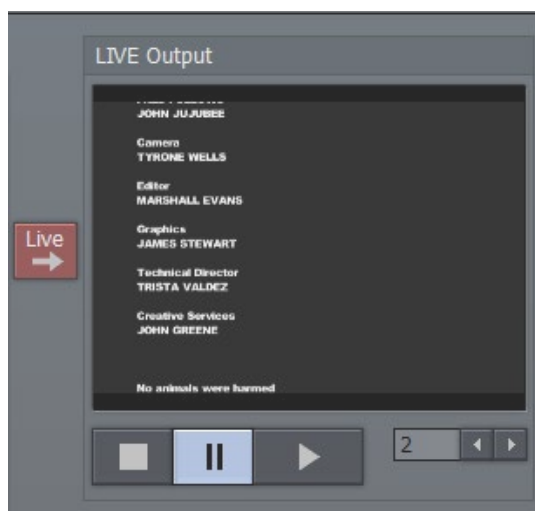 LIVE Output
JOHN JUJUBEE
Camera
TYRONE WELLS
Editor
MARSHALL EVANS
Graphics
JAMES STEWART
Technical Director
TRISTA VALDEZ
Creative Services
JOHN GREENE
No animals were harmed
Live
2